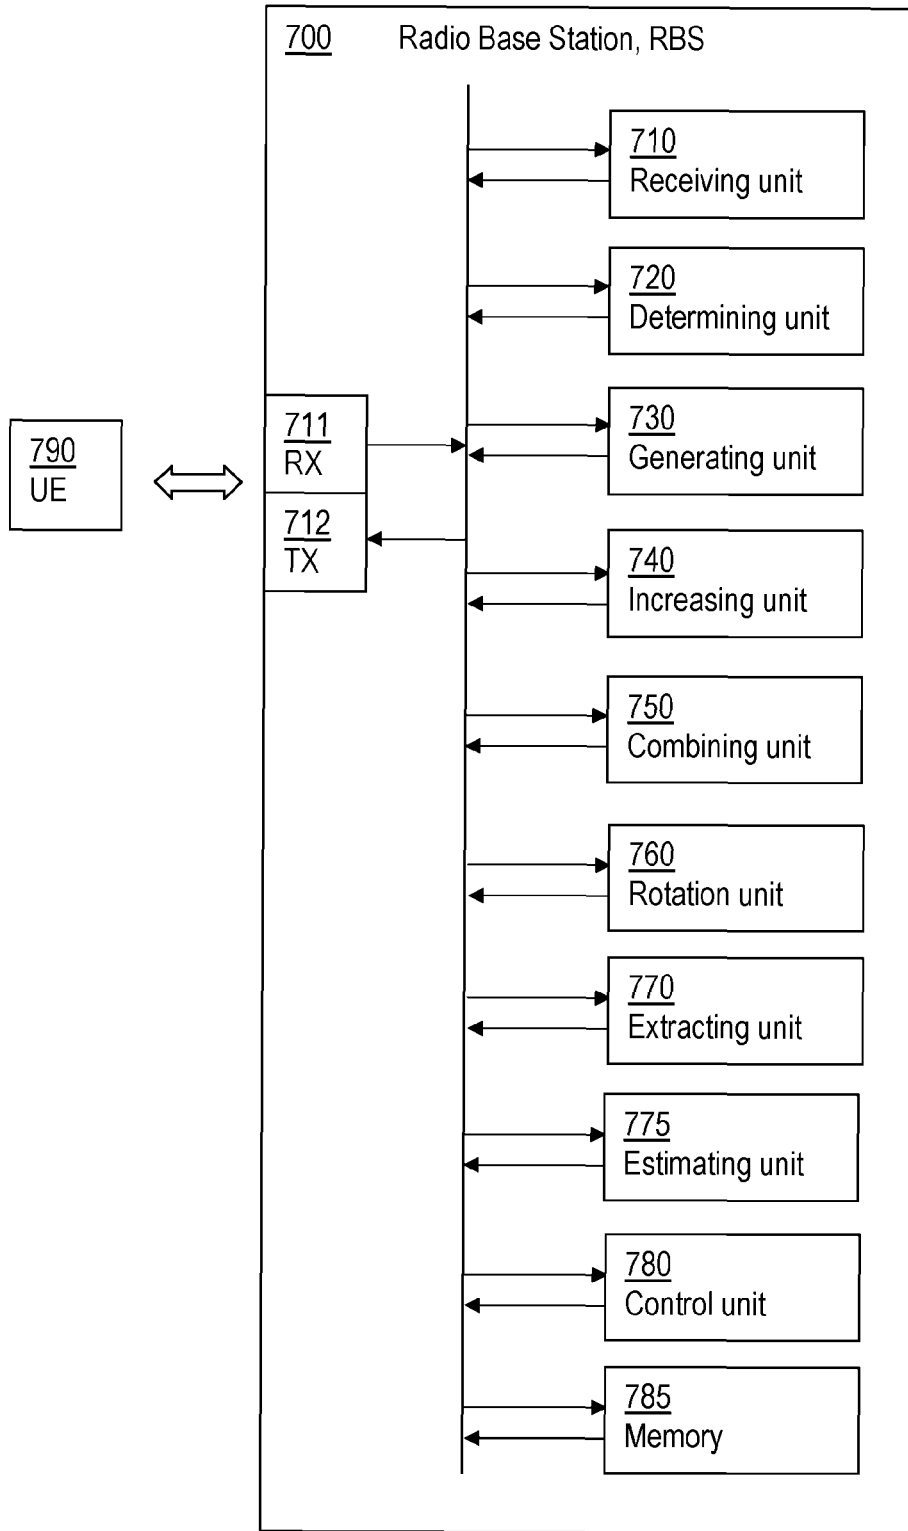 700 Radio Base Station, RBS
710
Receiving unit
720
Determining unit
730
Generating unit
711
RX
790
UE
712
TX
740
Increasing unit
750
Combining unit
760
Rotation unit
770
Extracting unit
775
Estimating unit
780
Control unit
785
Memory